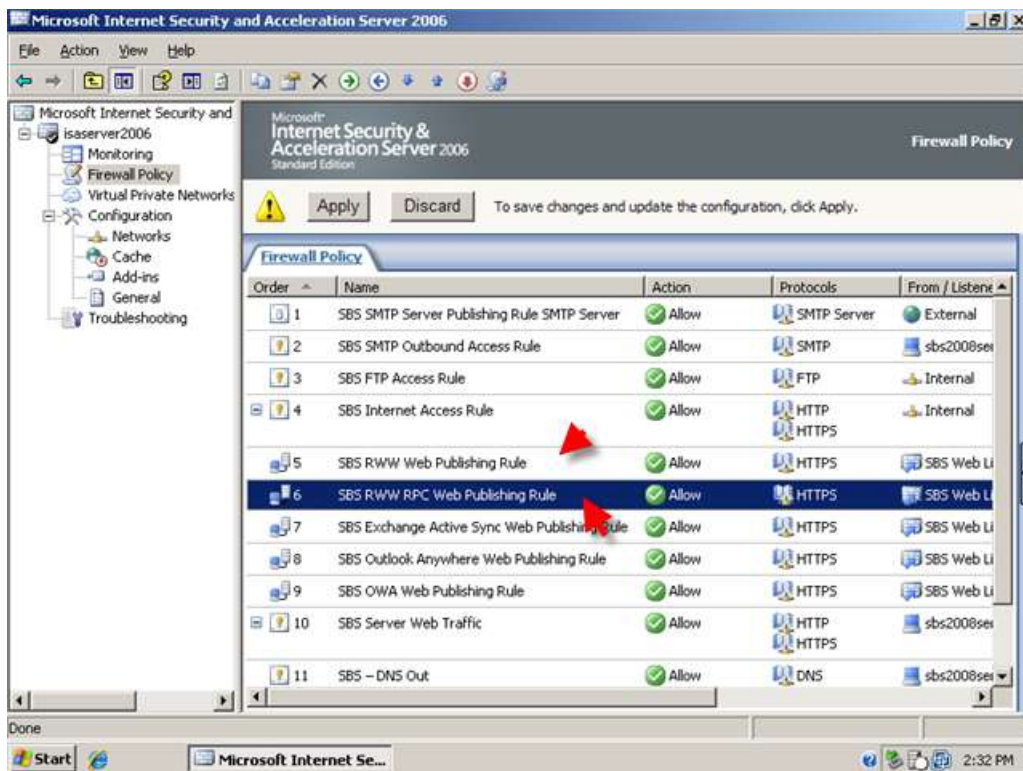 Microsoft Internet Security and Acceleration Server 2006
File Action View Help
Microsoft Internet Security and
isaserver2006
Monitoring
Firewall Policy
Virtual Private Networks
Configuration
Networks
Cache
Add-ins
General
Troubleshooting
Microsoft
Internet Security &
Acceleration Server 2006
Standard Edition
Firewall Policy
Apply Discard To save changes and update the configuration, click Apply.
Firewall Policy
Order Name Action Protocols From / Listene
1 SBS SMTP Server Publishing Rule SMTP Server Allow SMTP Server External
2 SBS SMTP Outbound Access Rule Allow SMTP sbs2008ser
3 SBS FTP Access Rule Allow FTP Internal
4 SBS Internet Access Rule Allow HTTP Internal
HTTPS
5 SBS RWW Web Publishing Rule Allow HTTPS SBS Web Li
6 SBS RWW RPC Web Publishing Rule Allow HTTPS SBS Web Li
7 SBS Exchange Active Sync Web Publishing Rule Allow HTTPS SBS Web Li
8 SBS Outlook Anywhere Web Publishing Rule Allow HTTPS SBS Web Li
9 SBS OWA Web Publishing Rule Allow HTTPS SBS Web Li
10 SBS Server Web Traffic Allow HTTP sbs2008ser
HTTPS
11 SBS – DNS Out Allow DNS sbs2008ser
Done
Start Microsoft Internet Se... 2:32 PM